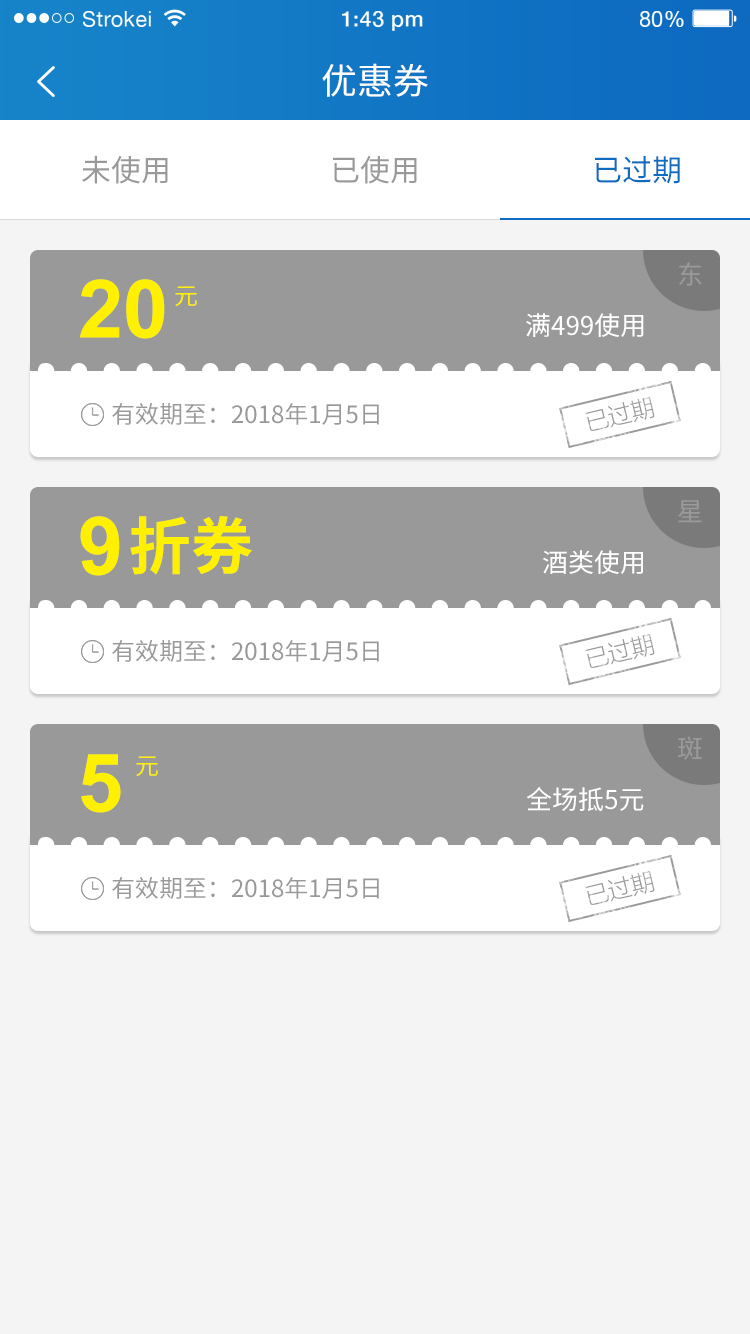 Strokei 1:43 pm 80%
优惠券
未使用 已使用 已过期
东
20元
满499使用
有效期至：2018年1月5日
已过期
星
9折券
酒类使用
有效期至：2018年1月5日
已过期
斑
5元
全场抵5元
有效期至：2018年1月5日
已过期